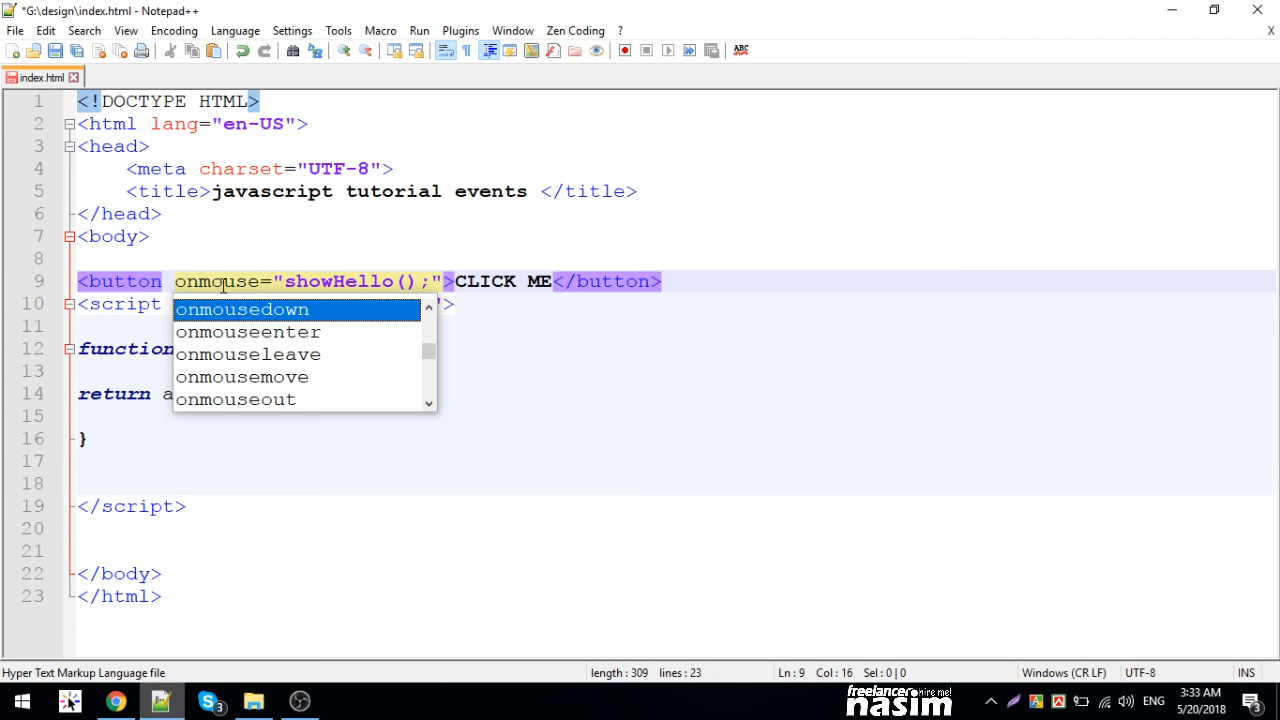 *G:\design\index.html - Notepad++
File Edit Search View Encoding Language Settings Tools Macro Run Plugins Window Zen Coding ? X
ABC
index.html
1 <!DOCTYPE HTML>
2 <html lang="en-US">
3 <head>
4 <meta charset="UTF-8">
5 <title>javascript tutorial events </title>
6 </head>
7 <body>
8
9 <button onmouse="showHello();">CLICK ME</button>
10 <script ">
onmousedown
11
onmouseenter
12 function
onmouseleave
13
onmousemove
14 return a
onmouseout
15
16 }
17
18
19 </script>
20
21
22 </body>
23 </html>
Hyper Text Markup Language file length : 309 lines : 23 Ln : 9 Col : 16 Sel : 0 | 0 Windows (CR LF) UTF-8 INS
3
freelancer hire me!
nasim
A A ENG
3:33 AM
5/20/2018
3